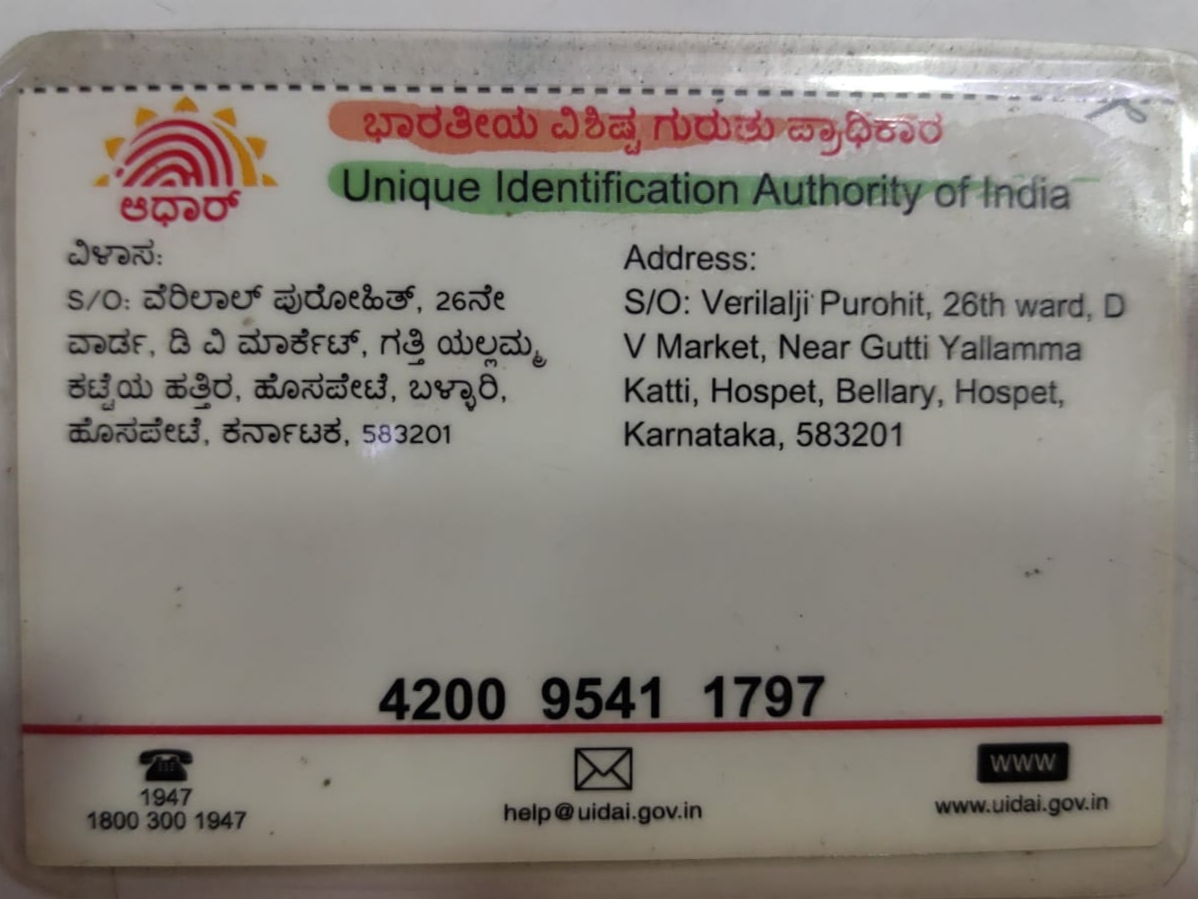 ಭಾರತೀಯ ವಿಶಿಷ್ಟ ಗುರುತು ಪ್ರಾಧಿಕಾರ
Unique Identification Authority of India
ಆಧಾರ್
ವಿಳಾಸ:
S/O: ವೆರಿಲಾಲ್ ಪುರೋಹಿತ್, 26ನೇ
ವಾರ್ಡ, ಡಿ ವಿ ಮಾರ್ಕೆಟ್, ಗತ್ತಿ ಯಲ್ಲಮ್ಮ
ಕಟ್ಟೆಯ ಹತ್ತಿರ, ಹೊಸಪೇಟೆ, ಬಳ್ಳಾರಿ,
ಹೊಸಪೇಟೆ, ಕರ್ನಾಟಕ, 583201
Address:
S/O: Verilalji Purohit, 26th ward, D
V Market, Near Gutti Yallamma
Katti, Hospet, Bellary, Hospet,
Karnataka, 583201
4200 9541 1797
1947
1800 300 1947
help@uidai.gov.in
www
www.uidai.gov.in